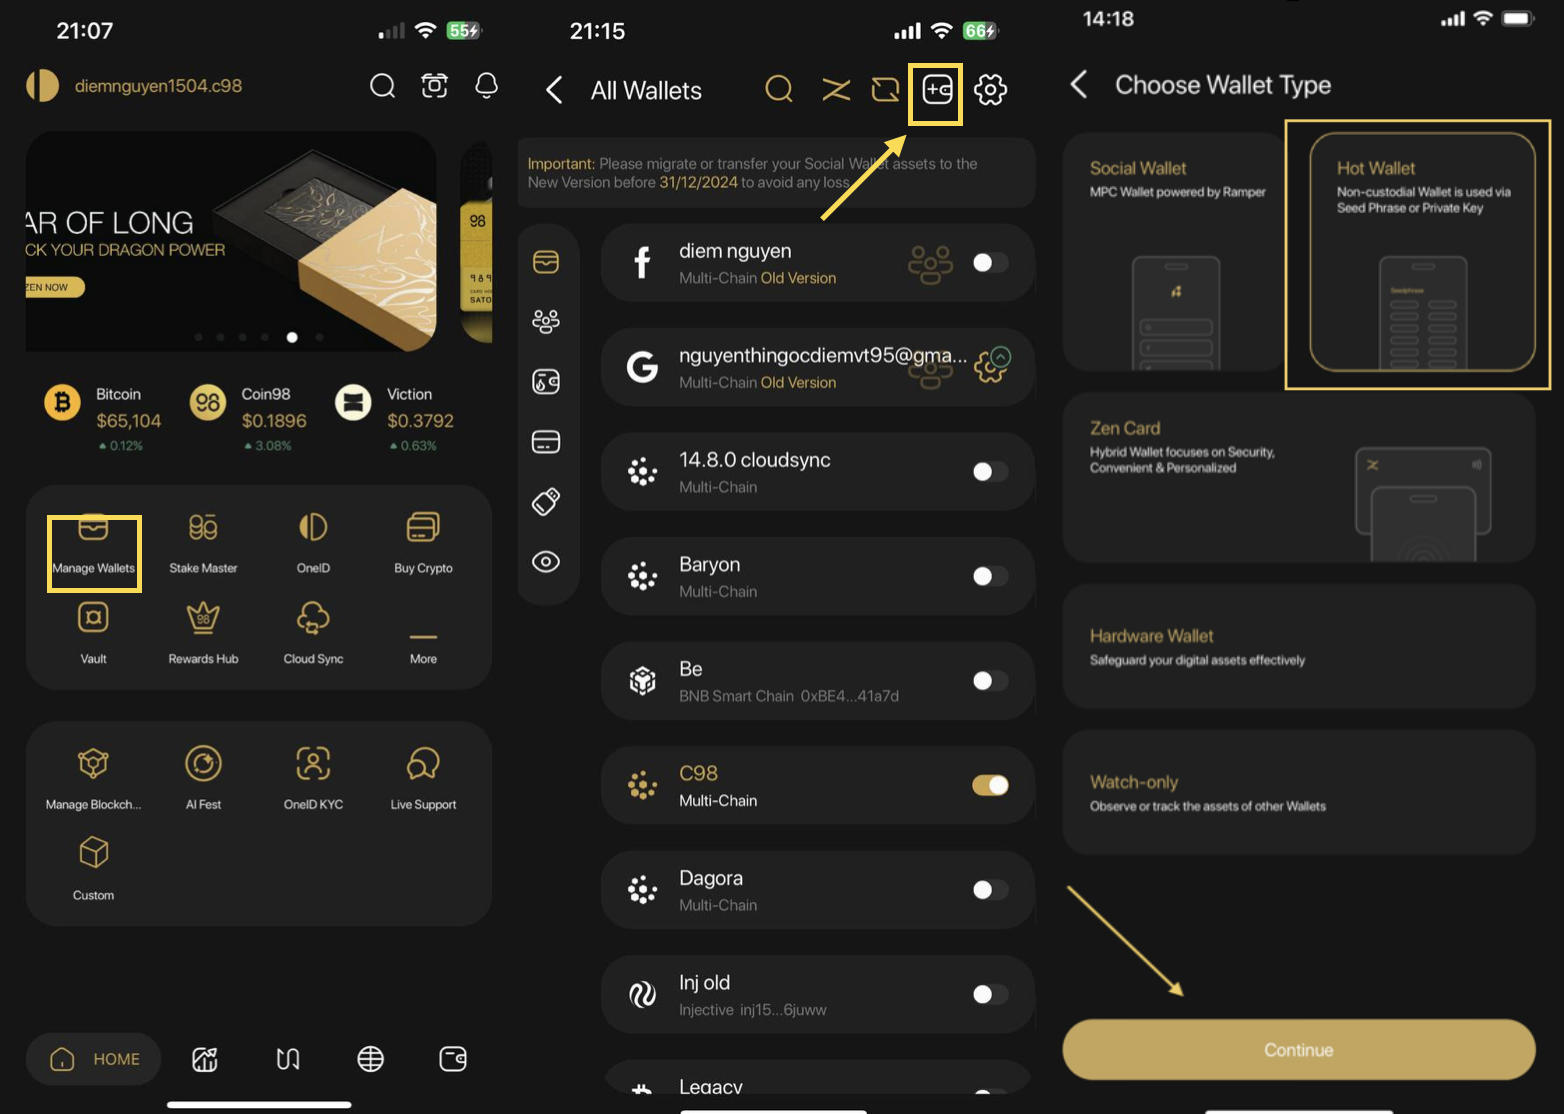 21:07
55
diemnguyen1504.c98
AR OF LONG
CK YOUR DRAGON POWER
ZEN NOW
98
989
SATO
Bitcoin
$65,104
0.12%
98
Coin98
$0.1896
3.08%
Viction
$0.3792
0.63%
Manage Wallets
Stake Master
OneID
Buy Crypto
Vault
98
Rewards Hub
Cloud Sync
More
Manage Blockch...
AI Fest
OneID KYC
Live Support
Custom
HOME
21:15
66
All Wallets
Important: Please migrate or transfer your Social Wallet assets to the
New Version before 31/12/2024 to avoid any loss
diem nguyen
Multi-Chain Old Version
nguyenthingocdiemvt95@gma...
Multi-Chain Old Version
14.8.0 cloudsync
Multi-Chain
Baryon
Multi-Chain
Be
BNB Smart Chain 0xBE4...41a7d
C98
Multi-Chain
Dagora
Multi-Chain
Inj old
Injective inj15...6juww
Legacy
14:18
Choose Wallet Type
Social Wallet
MPC Wallet powered by Ramper
Hot Wallet
Non-custodial Wallet is used via
Seed Phrase or Private Key
Seedphrase
Zen Card
Hybrid Wallet focuses on Security,
Convenient & Personalized
Hardware Wallet
Safeguard your digital assets effectively
Watch-only
Observe or track the assets of other Wallets
Continue